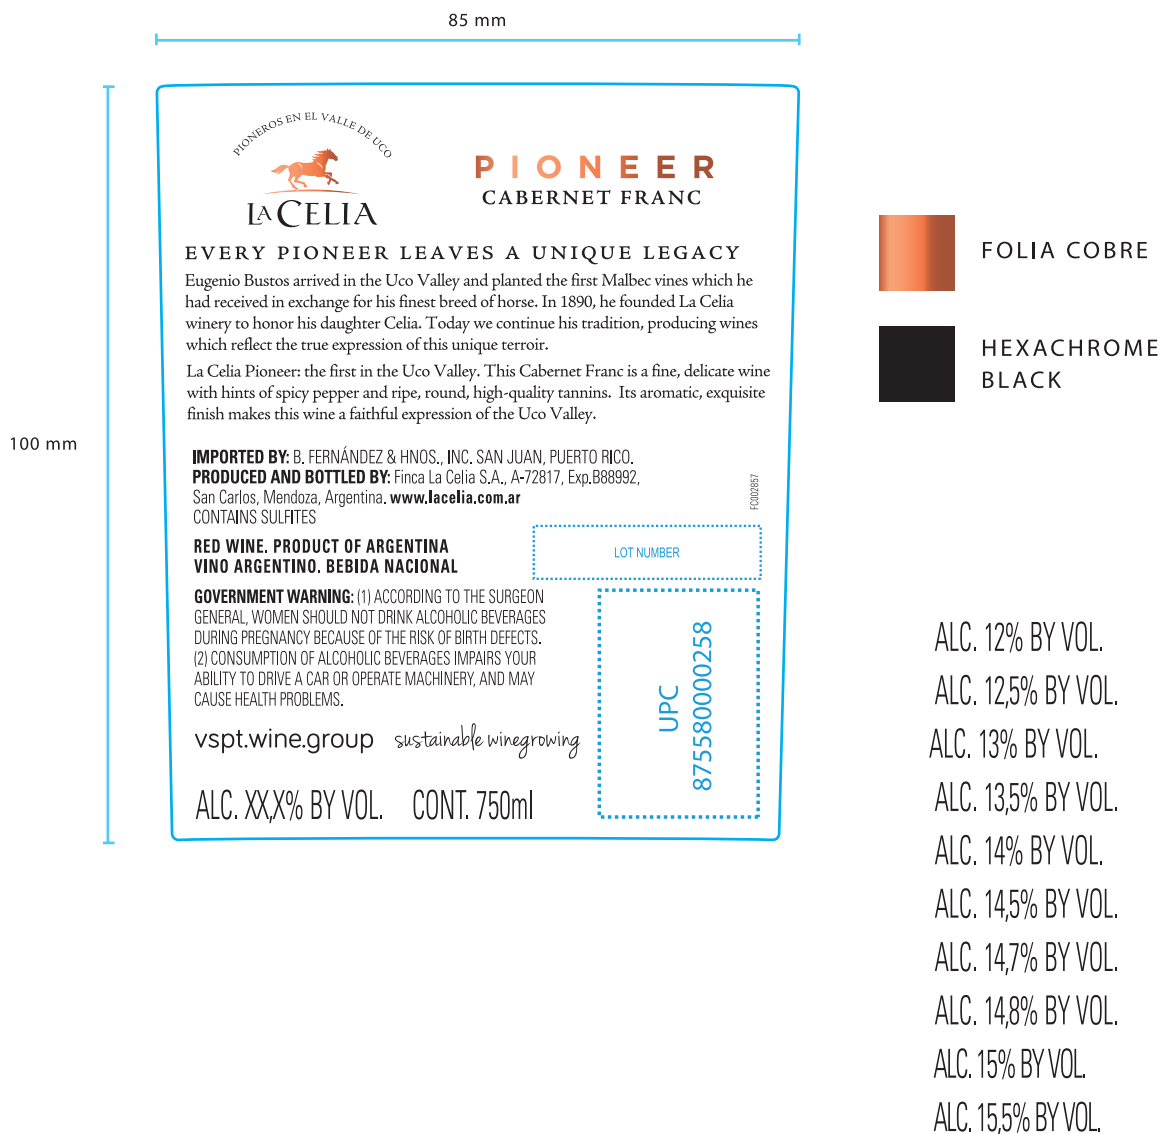 85 mm
100 mm
PIONEROS EN EL VALLE DE UCO
LA CELIA
PIONEER
CABERNET FRANC
EVERY PIONEER LEAVES A UNIQUE LEGACY
Eugenio Bustos arrived in the Uco Valley and planted the first Malbec vines which he
had received in exchange for his finest breed of horse. In 1890, he founded La Celia
winery to honor his daughter Celia. Today we continue his tradition, producing wines
which reflect the true expression of this unique terroir.
La Celia Pioneer: the first in the Uco Valley. This Cabernet Franc is a fine, delicate wine
with hints of spicy pepper and ripe, round, high-quality tannins. Its aromatic, exquisite
finish makes this wine a faithful expression of the Uco Valley.
IMPORTED BY: B. FERNÁNDEZ & HNOS., INC. SAN JUAN, PUERTO RICO.
PRODUCED AND BOTTLED BY: Finca La Celia S.A., A-72817, Exp.B88992,
San Carlos, Mendoza, Argentina. www.lacelia.com.ar
CONTAINS SULFITES
FC002857
RED WINE. PRODUCT OF ARGENTINA
VINO ARGENTINO. BEBIDA NACIONAL
LOT NUMBER
GOVERNMENT WARNING: (1) ACCORDING TO THE SURGEON
GENERAL, WOMEN SHOULD NOT DRINK ALCOHOLIC BEVERAGES
DURING PREGNANCY BECAUSE OF THE RISK OF BIRTH DEFECTS.
(2) CONSUMPTION OF ALCOHOLIC BEVERAGES IMPAIRS YOUR
ABILITY TO DRIVE A CAR OR OPERATE MACHINERY, AND MAY
CAUSE HEALTH PROBLEMS.
UPC
875580000258
vspt.wine.group sustainable winegrowing
ALC. XX,X% BY VOL. CONT. 750ml
FOLIA COBRE
HEXACHROME
BLACK
ALC. 12% BY VOL.
ALC. 12,5% BY VOL.
ALC. 13% BY VOL.
ALC. 13,5% BY VOL.
ALC. 14% BY VOL.
ALC. 14,5% BY VOL.
ALC. 14,7% BY VOL.
ALC. 14,8% BY VOL.
ALC. 15% BY VOL.
ALC. 15,5% BY VOL.